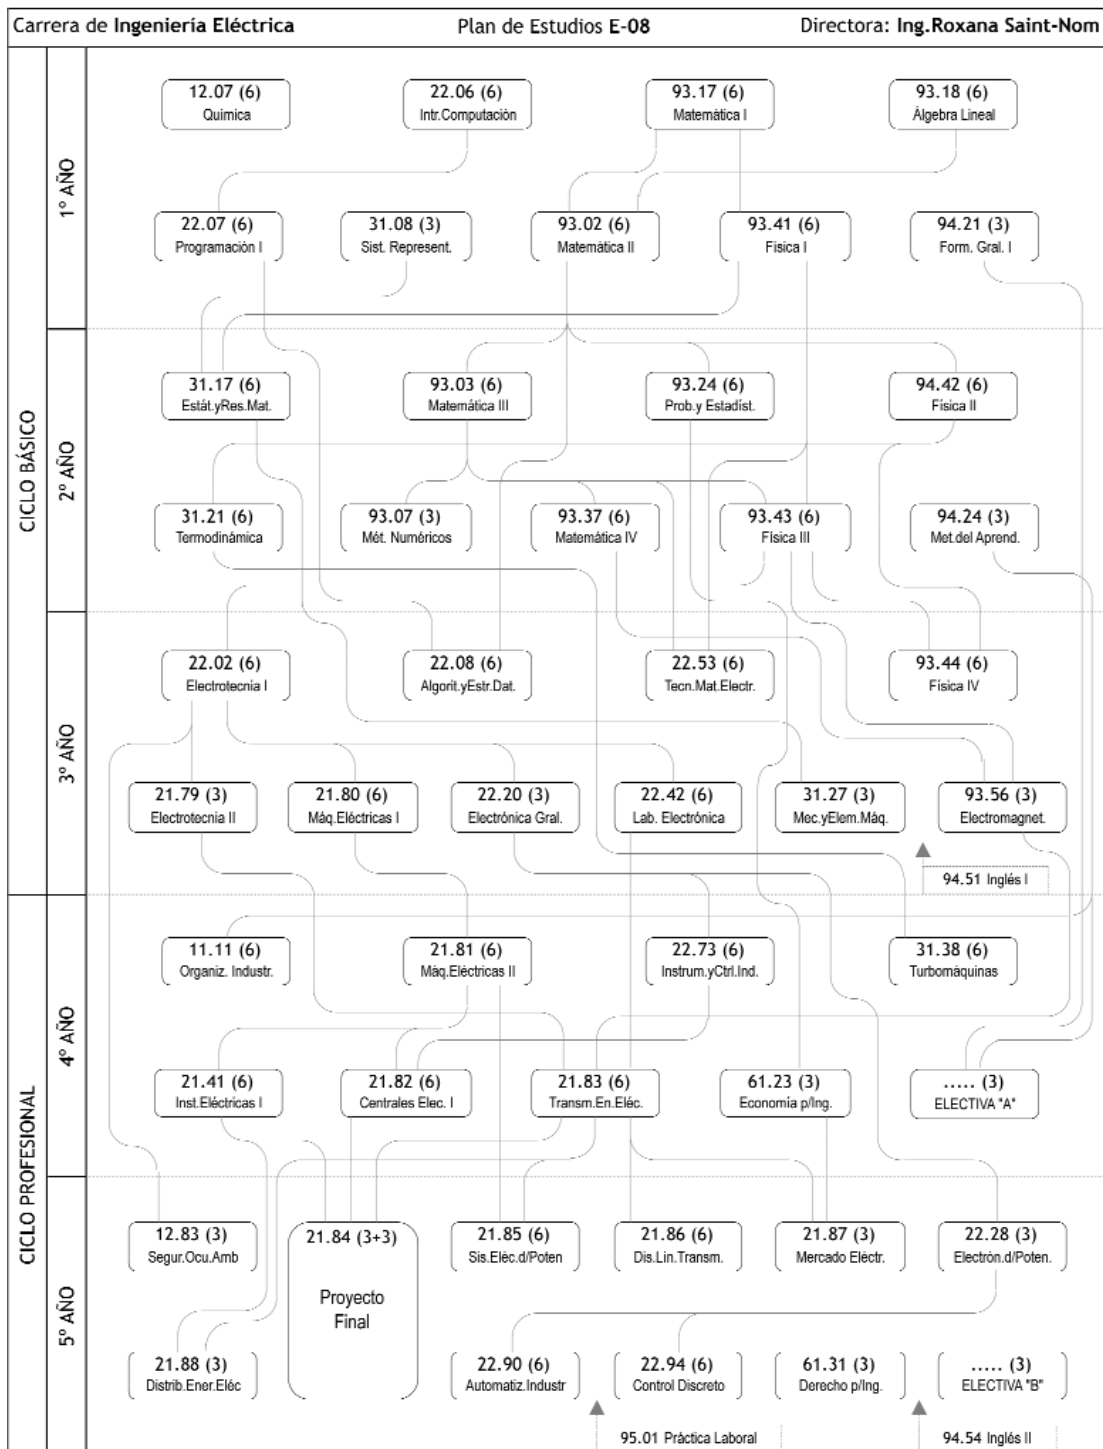 Carrera de Ingeniería Eléctrica Plan de Estudios E-08 Directora: Ing.Roxana Saint-Nom
CICLO BÁSICO
1º AÑO
12.07 (6) 22.06 (6) 93.17 (6) 93.18 (6)
Química Intr.Computación Matemática I Álgebra Lineal
22.07 (6) 31.08 (3) 93.02 (6) 93.41 (6) 94.21 (3)
Programación I Sist. Represent. Matemática II Física I Form. Gral. I
2º AÑO
31.17 (6) 93.03 (6) 93.24 (6) 94.42 (6)
Estát.yRes.Mat. Matemática III Prob.y Estadíst. Física II
31.21 (6) 93.07 (3) 93.37 (6) 93.43 (6) 94.24 (3)
Termodinámica Mét. Numéricos Matemática IV Física III Met.del Aprend.
3º AÑO
22.02 (6) 22.08 (6) 22.53 (6) 93.44 (6)
Electrotecnía I Algorit.yEstr.Dat. Tecn.Mat.Electr. Física IV
21.79 (3) 21.80 (6) 22.20 (3) 22.42 (6) 31.27 (3) 93.56 (3)
Electrotecnia II Máq.Eléctricas I Electrónica Gral. Lab. Electrónica Mec.yElem.Máq. Electromagnet.
94.51 Inglés I
CICLO PROFESIONAL
4º AÑO
11.11 (6) 21.81 (6) 22.73 (6) 31.38 (6)
Organiz. Industr. Máq.Eléctricas II Instrum.yCtrl.Ind. Turbomáquinas
21.41 (6) 21.82 (6) 21.83 (6) 61.23 (3) ..... (3)
Inst.Eléctricas I Centrales Elec. I Transm.En.Eléc. Economía p/Ing. ELECTIVA "A"
5º AÑO
12.83 (3) 21.84 (3+3) 21.85 (6) 21.86 (6) 21.87 (3) 22.28 (3)
Segur.Ocu.Amb Sis.Eléc.d/Poten Dis.Lin.Transm. Mercado Eléctr. Electrón.d/Poten.
Proyecto
Final
21.88 (3) 22.90 (6) 22.94 (6) 61.31 (3) ..... (3)
Distrib.Ener.Eléc Automatiz.Industr Control Discreto Derecho p/Ing. ELECTIVA "B"
95.01 Práctica Laboral 94.54 Inglés II